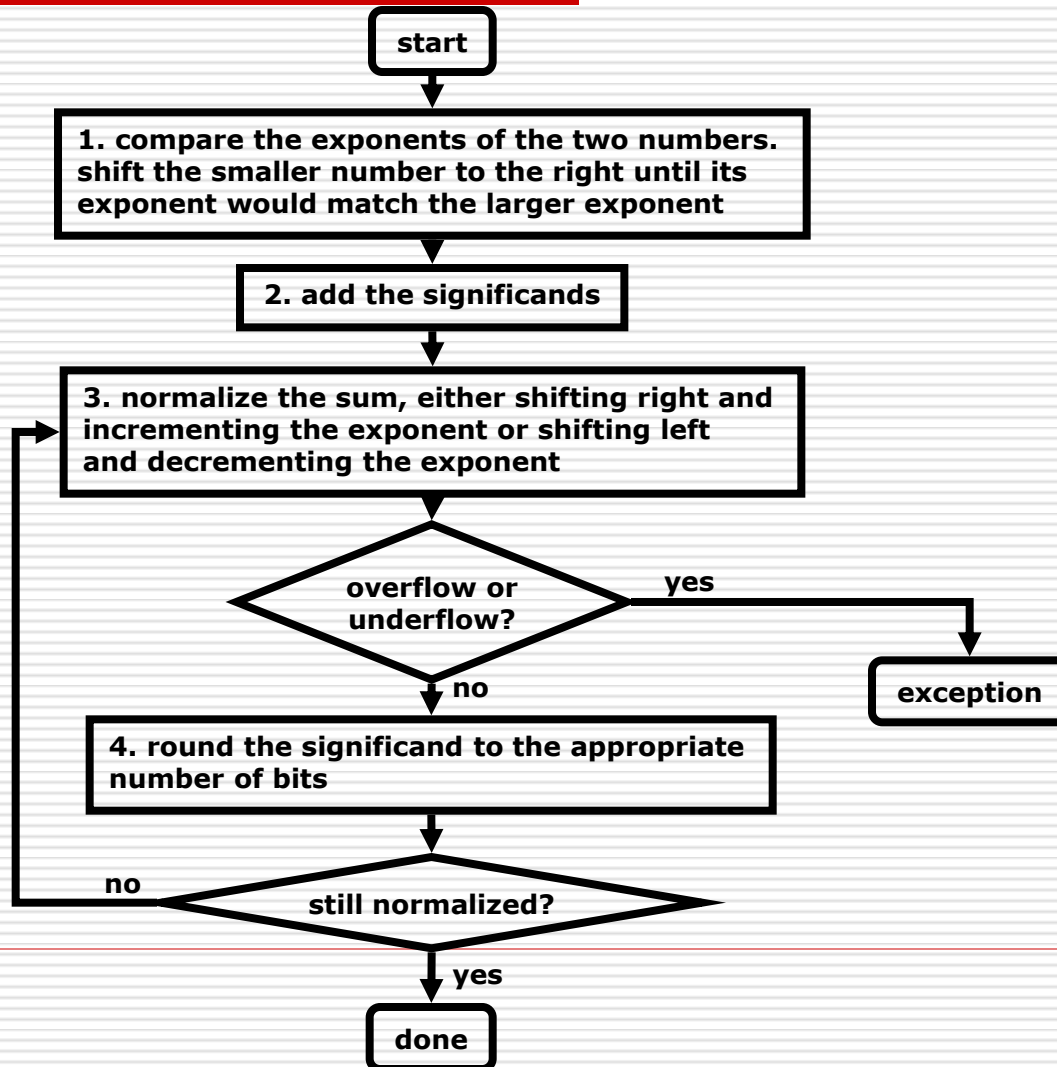 start
1. compare the exponents of the two numbers.
shift the smaller number to the right until its
exponent would match the larger exponent
2. add the significands
3. normalize the sum, either shifting right and
incrementing the exponent or shifting left
and decrementing the exponent
overflow or
underflow?
yes
no
exception
4. round the significand to the appropriate
number of bits
no
still normalized?
yes
done